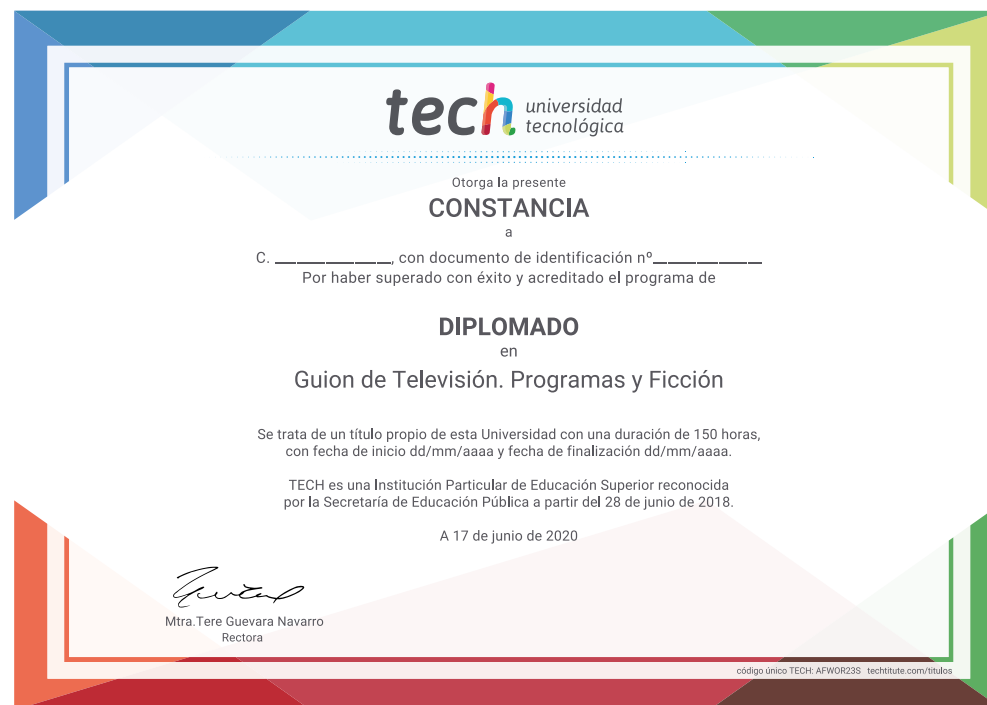 tech universidad
tecnológica
Otorga la presente
CONSTANCIA
a
C. ______________, con documento de identificación nº______________
Por haber superado con éxito y acreditado el programa de
DIPLOMADO
en
Guion de Televisión. Programas y Ficción
Se trata de un título propio de esta Universidad con una duración de 150 horas,
con fecha de inicio dd/mm/aaaa y fecha de finalización dd/mm/aaaa.
TECH es una Institución Particular de Educación Superior reconocida
por la Secretaría de Educación Pública a partir del 28 de junio de 2018.
A 17 de junio de 2020
Mtra.Tere Guevara Navarro
Rectora
código único TECH: AFWOR23S techtitute.com/titulos